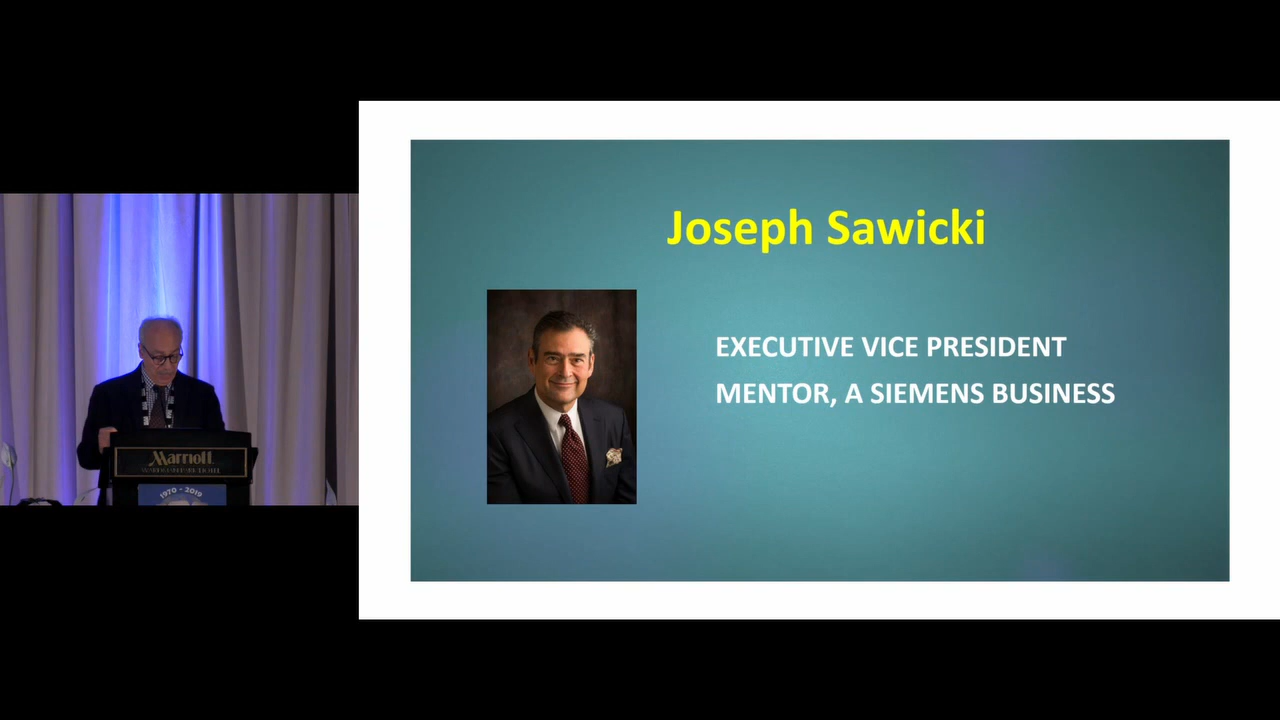 Joseph Sawicki
EXECUTIVE VICE PRESIDENT
MENTOR, A SIEMENS BUSINESS
Marriott
1970 - 2019